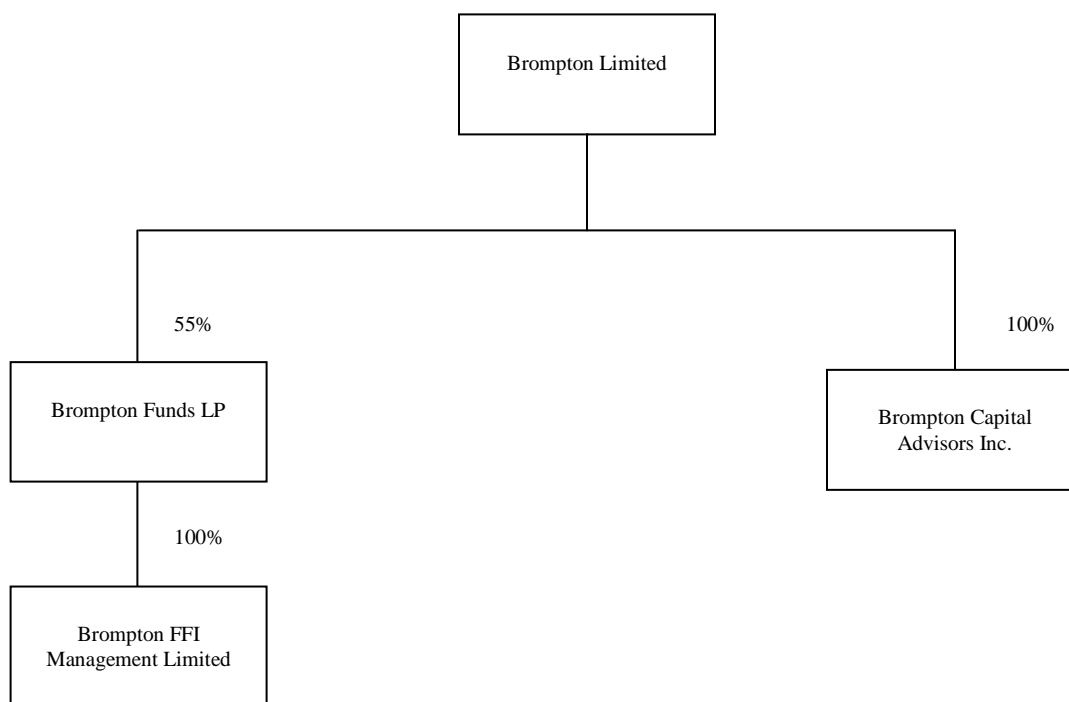 Brompton Limited
55%
100%
Brompton Funds LP
Brompton Capital
Advisors Inc.
100%
Brompton FFI
Management Limited